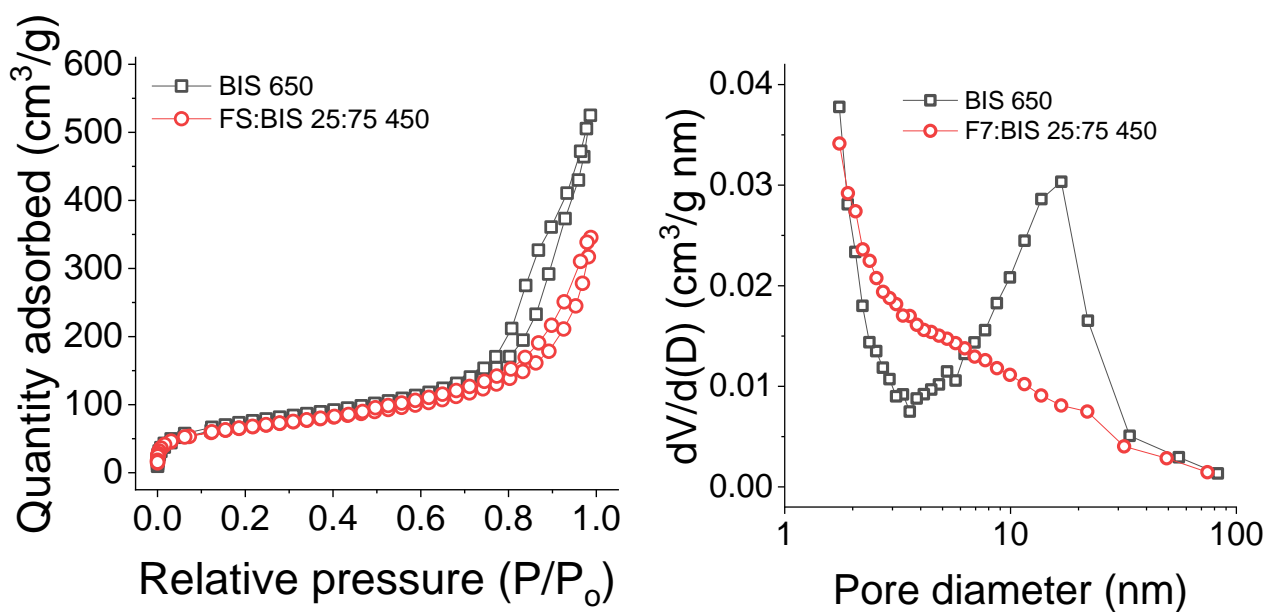 Quantity adsorbed (cm³/g)
600
500
400
300
200
100
0
BIS 650
FS:BIS 25:75 450
0.0 0.2 0.4 0.6 0.8 1.0
Relative pressure (P/Pₒ)
dV/d(D) (cm³/g nm)
0.04
0.03
0.02
0.01
0.00
BIS 650
F7:BIS 25:75 450
1 10 100
Pore diameter (nm)